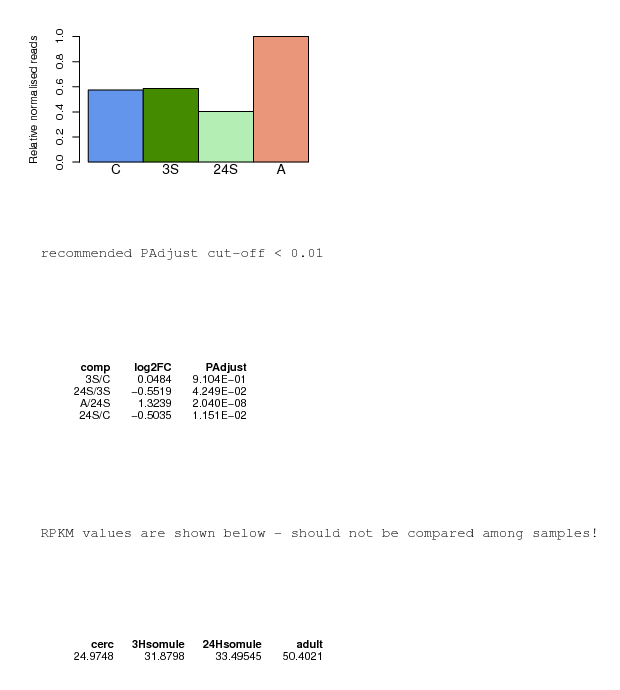 Relative normalised reads
1.0
0.8
0.6
0.4
0.2
0.0
C 3S 24S A
recommended PAdjust cut-off < 0.01
comp log2FC PAdjust
3S/C 0.0484 9.104E−01
24S/3S −0.5519 4.249E−02
A/24S 1.3239 2.040E−08
24S/C −0.5035 1.151E−02
RPKM values are shown below - should not be compared among samples!
cerc 3Hsomule 24Hsomule adult
24.9748 31.8798 33.49545 50.4021